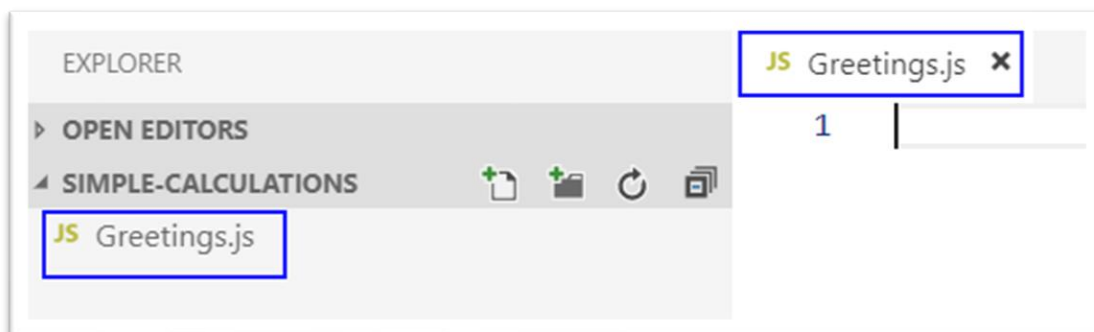 EXPLORER
OPEN EDITORS
SIMPLE-CALCULATIONS
JS Greetings.js
JS Greetings.js
1